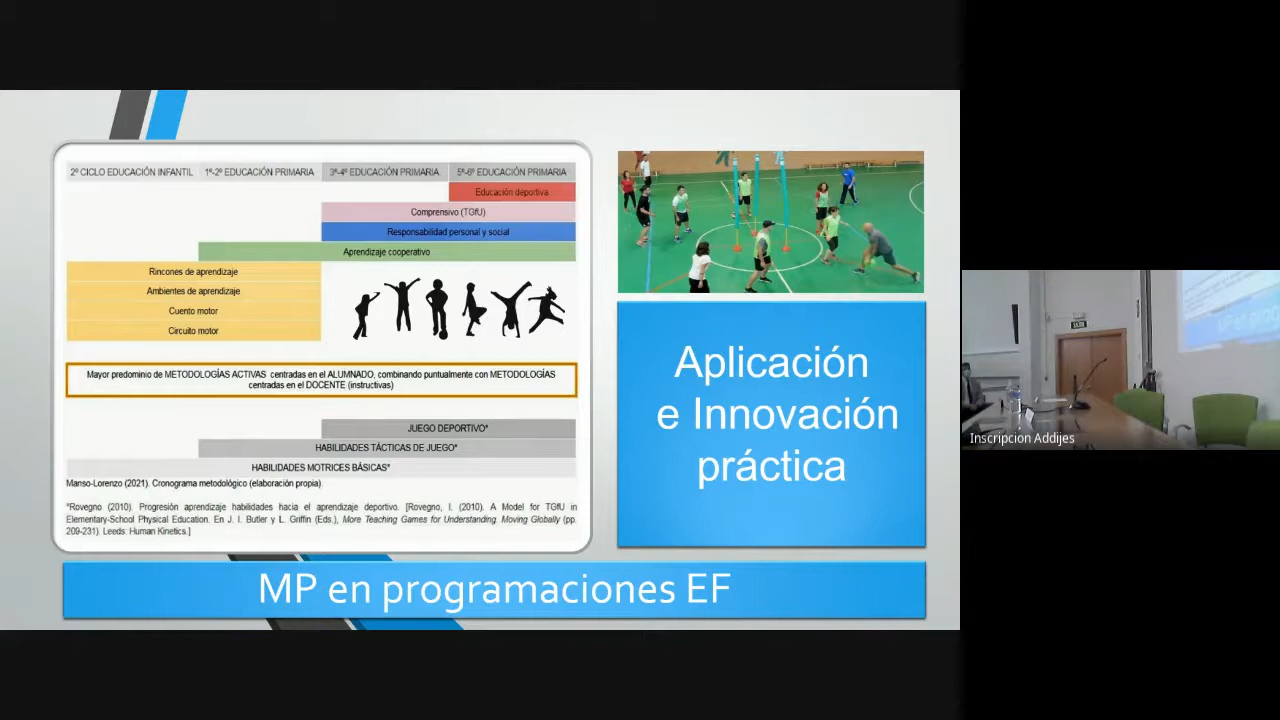 2º CICLO EDUCACIÓN INFANTIL 1º-2º EDUCACIÓN PRIMARIA 3º-4º EDUCACIÓN PRIMARIA 5º-6º EDUCACIÓN PRIMARIA
Educación deportiva
Comprensivo (TGfU)
Responsabilidad personal y social
Aprendizaje cooperativo
Rincones de aprendizaje
Ambientes de aprendizaje
Cuento motor
Circuito motor
Mayor predominio de METODOLOGÍAS ACTIVAS centradas en el ALUMNADO, combinando puntualmente con METODOLOGÍAS
centradas en el DOCENTE (instructivas)
JUEGO DEPORTIVO*
HABILIDADES TÁCTICAS DE JUEGO*
HABILIDADES MOTRICES BÁSICAS*
Manso-Lorenzo (2021). Cronograma metodológico (elaboración propia).
*Rovegno (2010). Progresión aprendizaje habilidades hacia el aprendizaje deportivo. [Rovegno, I. (2010). A Model for TGfU in
Elementary-School Physical Education. En J. I. Butler y L. Griffin (Eds.), More Teaching Games for Understanding. Moving Globally (pp.
209-231). Leeds: Human Kinetics.]
Aplicación
e Innovación
práctica
MP en programaciones EF
Inscripcion Addijes